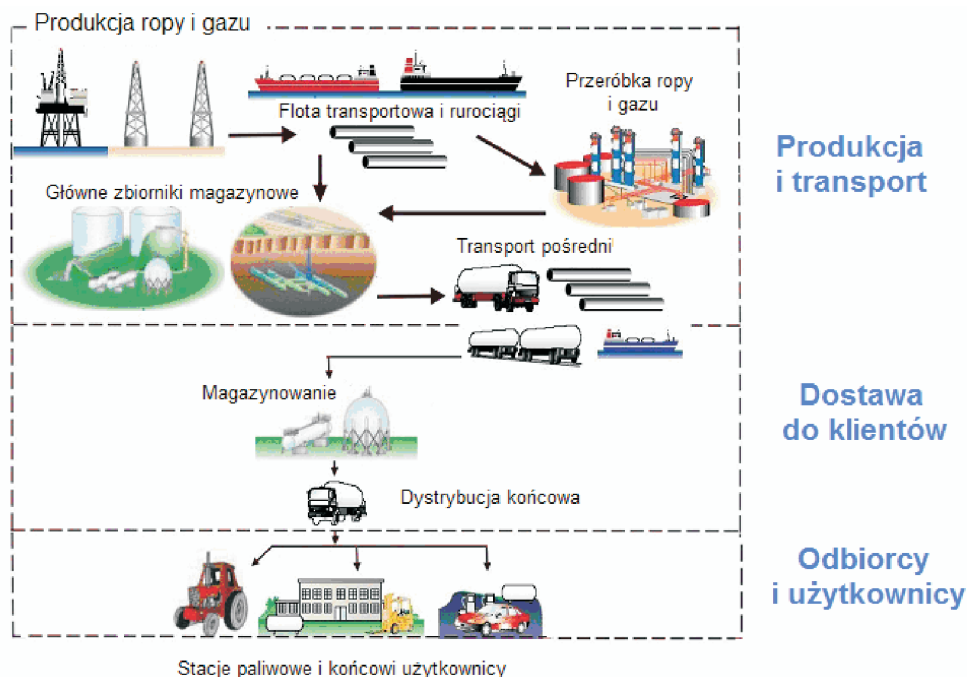 Produkcja ropy i gazu
Flota transportowa i rurociągi
Przeróbka ropy
i gazu
Produkcja
i transport
Główne zbiorniki magazynowe
Transport pośredni
Magazynowanie
Dostawa
do klientów
Dystrybucja końcowa
Odbiorcy
i użytkownicy
Stacje paliwowe i końcowi użytkownicy